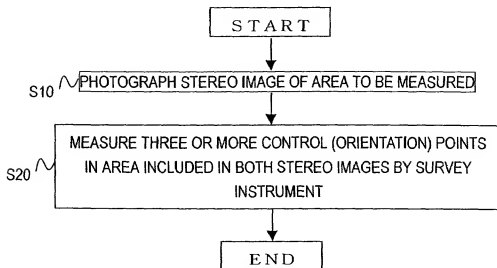 START
S10
PHOTOGRAPH STEREO IMAGE OF AREA TO BE MEASURED
S20
MEASURE THREE OR MORE CONTROL (ORIENTATION) POINTS
IN AREA INCLUDED IN BOTH STEREO IMAGES BY SURVEY
INSTRUMENT
END